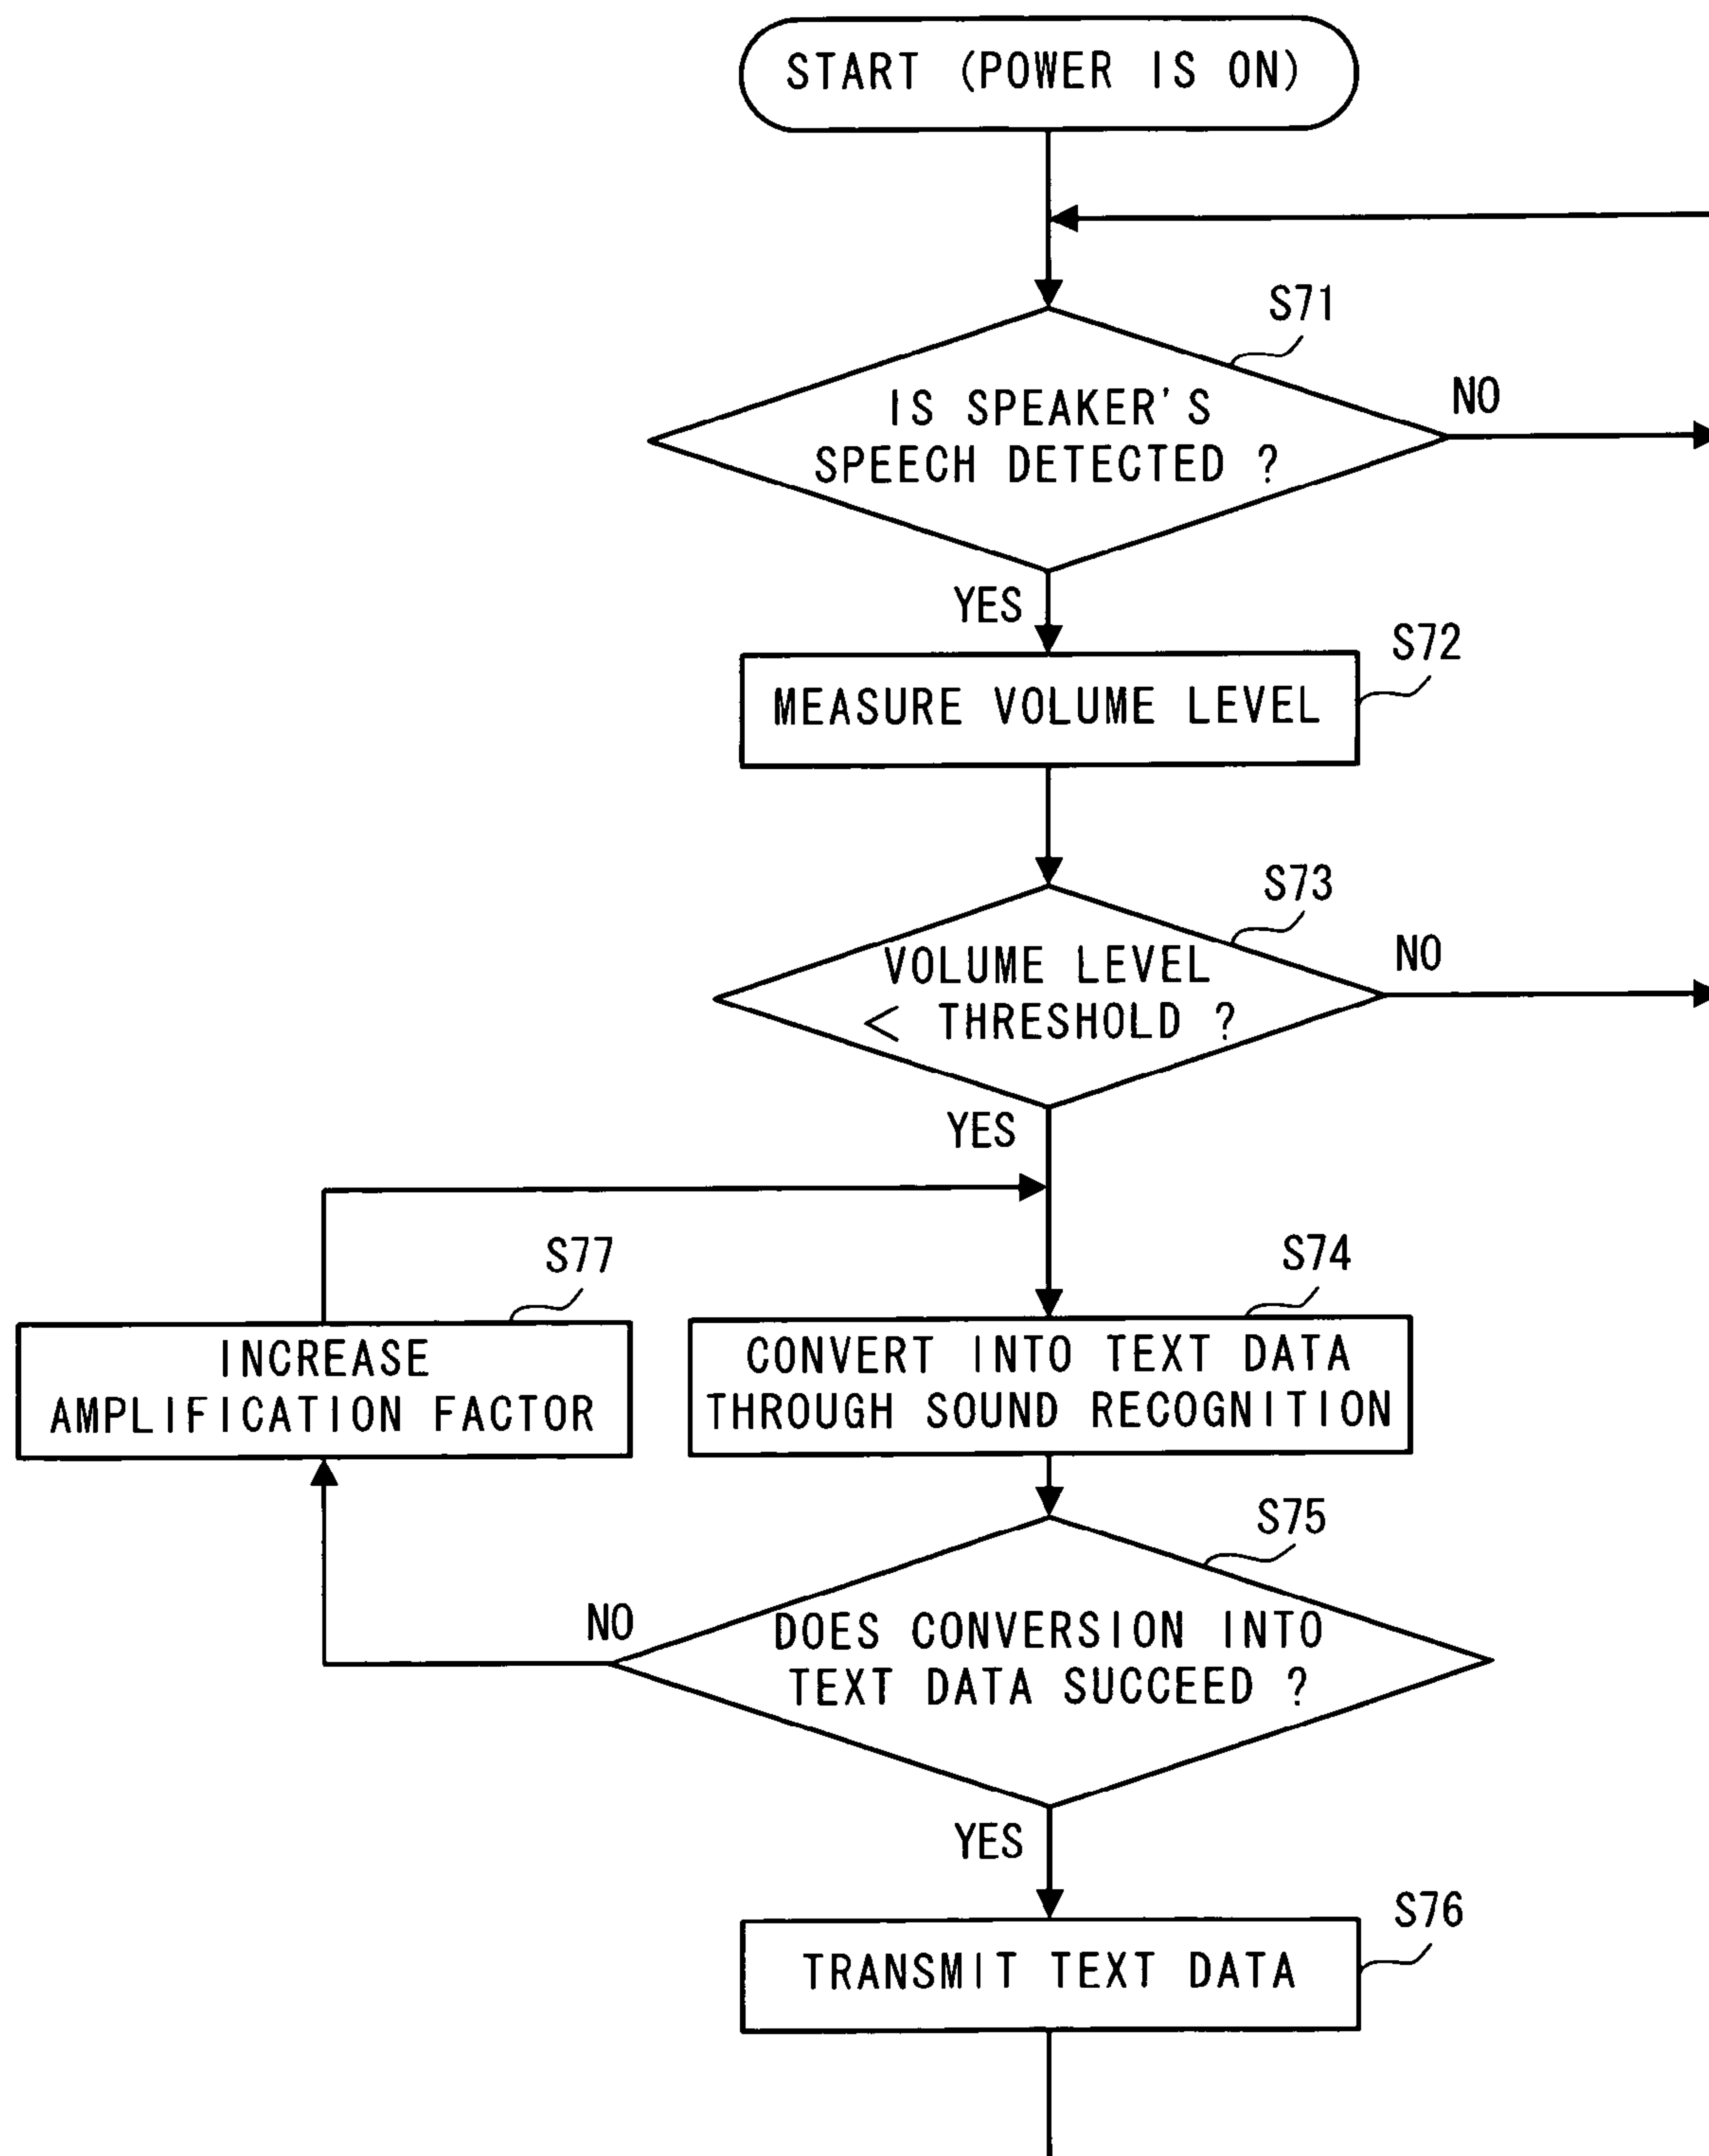 START (POWER IS ON)
S71
IS SPEAKER'S
SPEECH DETECTED ?
NO
YES
S72
MEASURE VOLUME LEVEL
S73
VOLUME LEVEL
< THRESHOLD ?
NO
YES
S77
INCREASE
AMPLIFICATION FACTOR
S74
CONVERT INTO TEXT DATA
THROUGH SOUND RECOGNITION
S75
DOES CONVERSION INTO
TEXT DATA SUCCEED ?
NO
YES
S76
TRANSMIT TEXT DATA